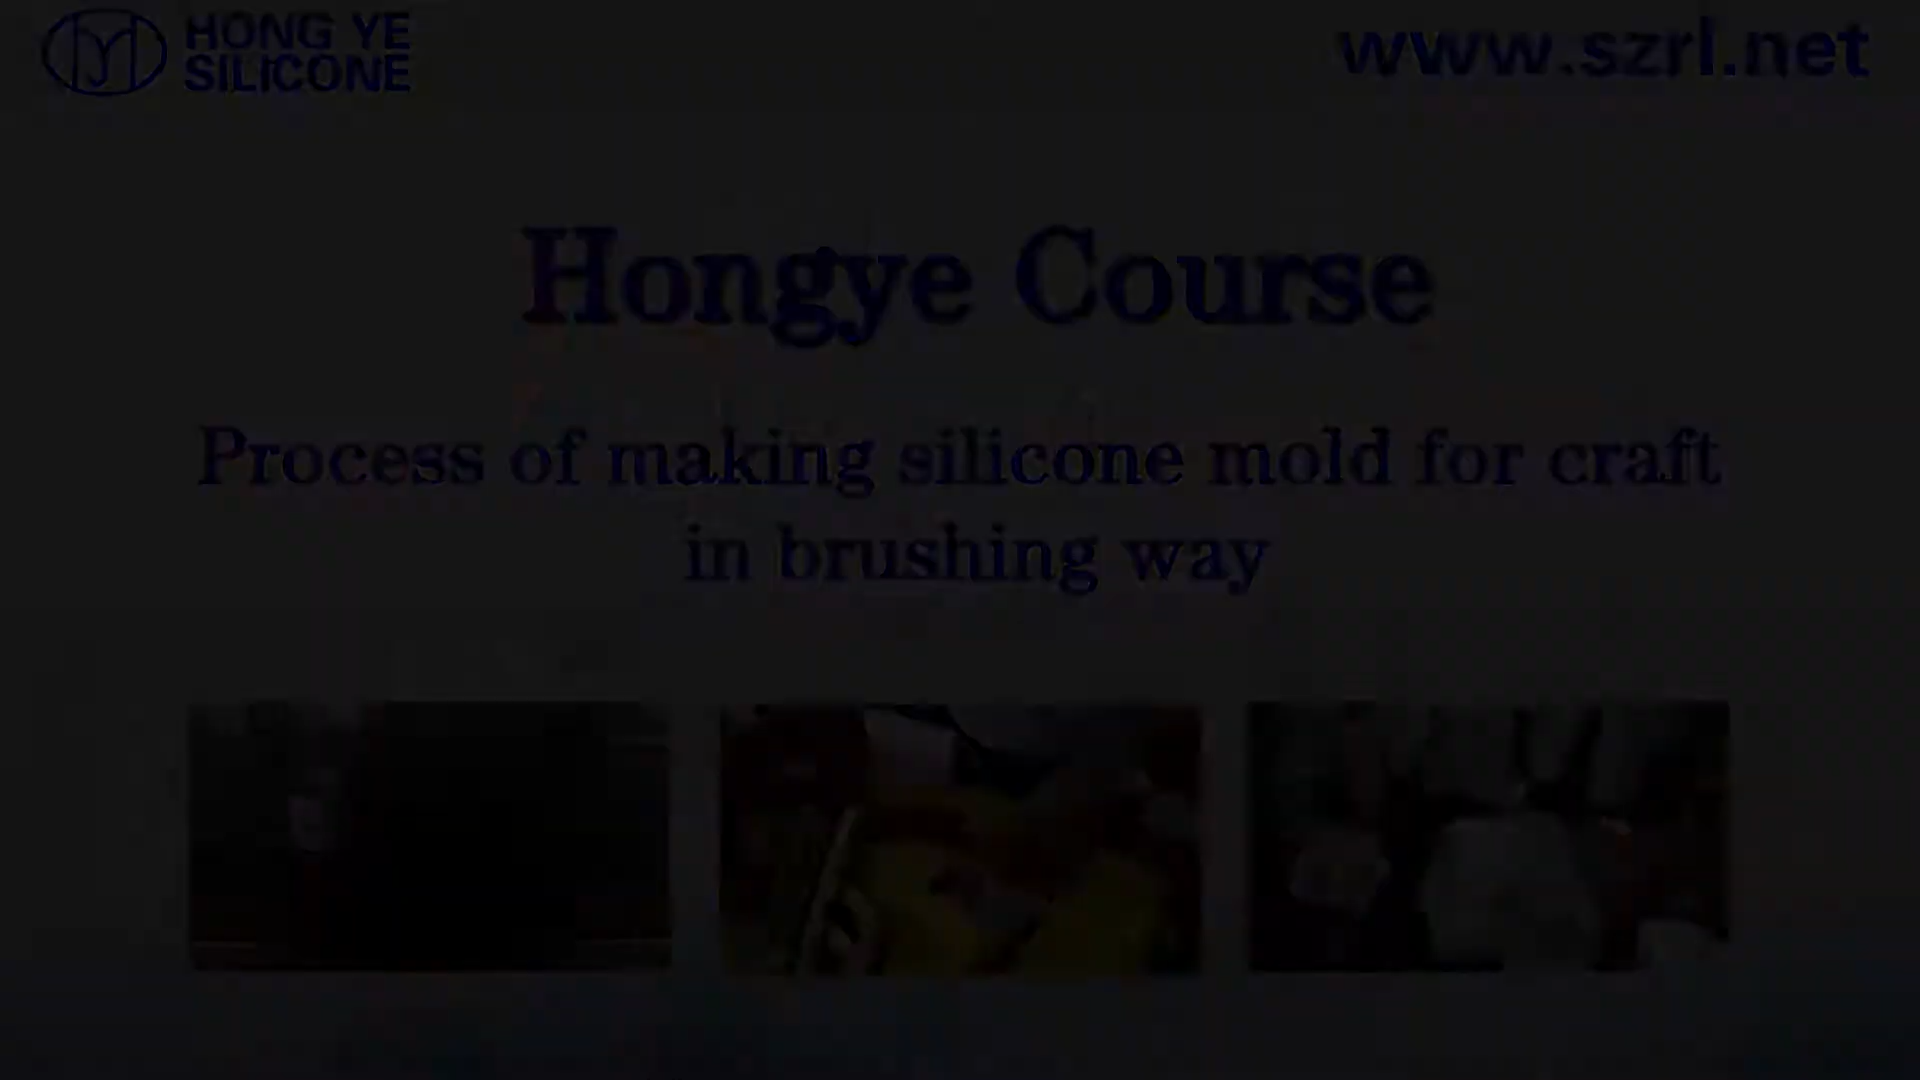 HONG YE
SILICONE
www.szrl.net
Hongye Course
Process of making silicone mold for craft
in brushing way